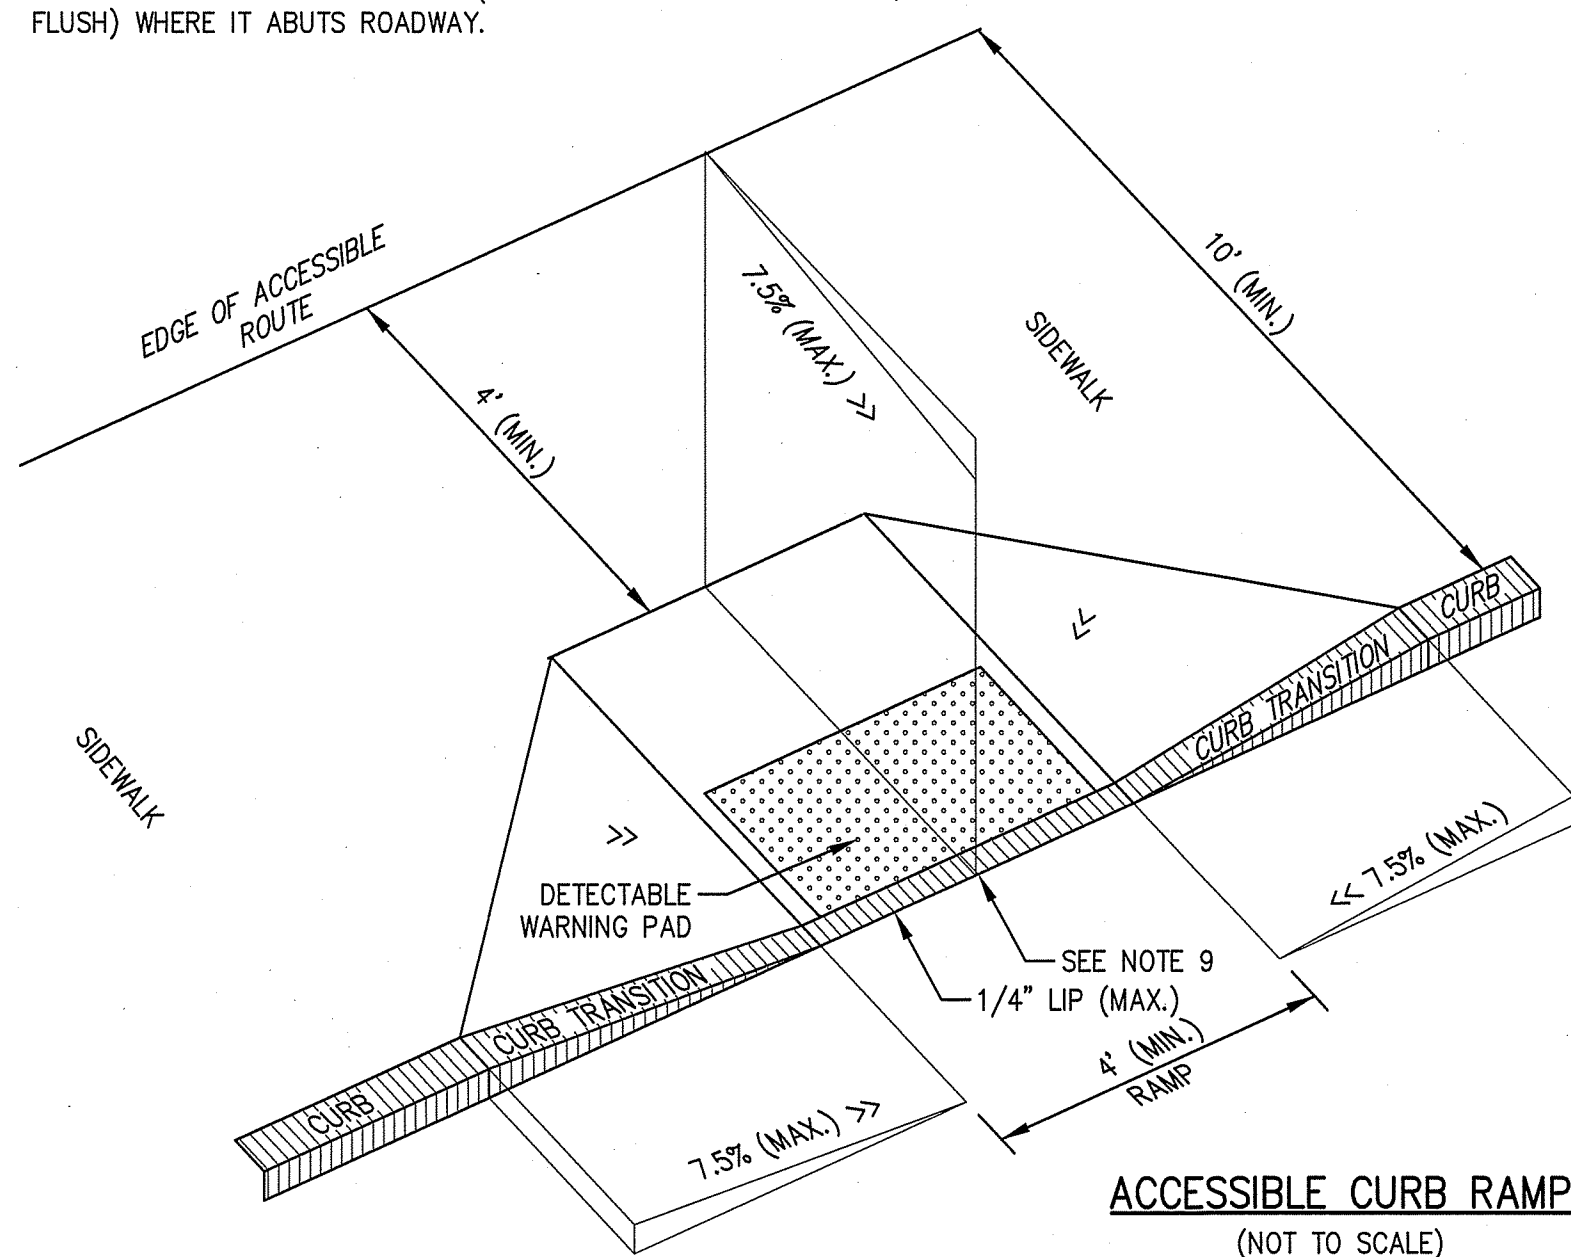 FLUSH) WHERE IT ABUTS ROADWAY.
EDGE OF ACCESSIBLE
ROUTE
4' (MIN.)
7.5% (MAX.) >>
SIDEWALK
10' (MIN.)
SIDEWALK
DETECTABLE
WARNING PAD
CURB
CURB TRANSITION
CURB TRANSITION
CURB
<< 7.5% (MAX.)
SEE NOTE 9
1/4" LIP (MAX.)
4' (MIN.)
RAMP
7.5% (MAX.) >>
ACCESSIBLE CURB RAMP
(NOT TO SCALE)